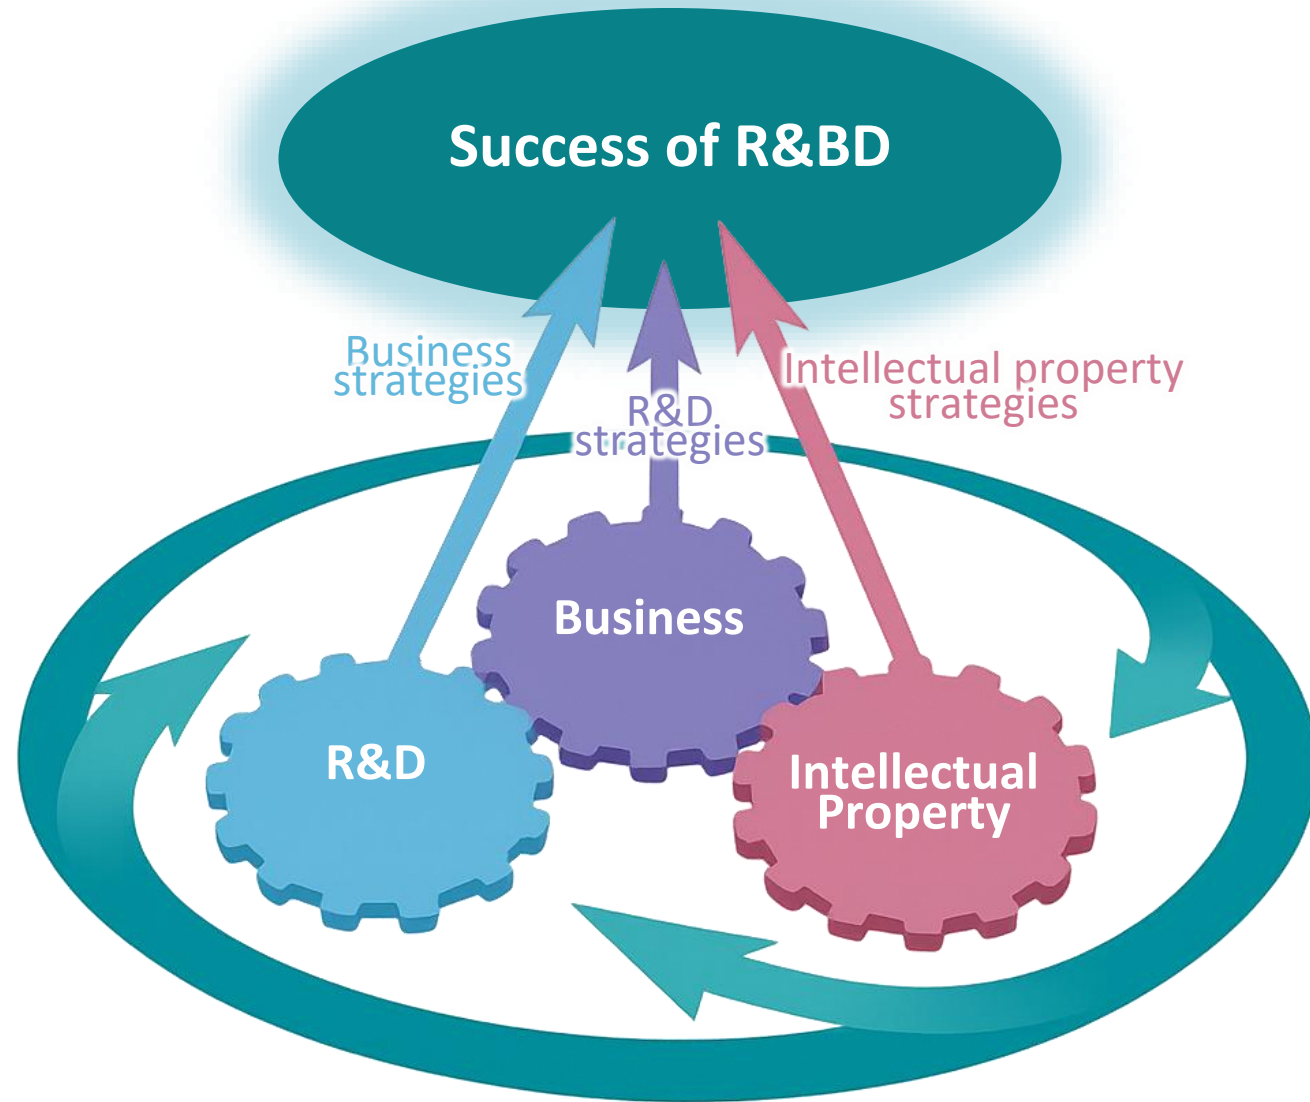 Success of R&BD
Business
strategies
R&D
strategies
Intellectual property
strategies
Business
R&D
Intellectual
Property